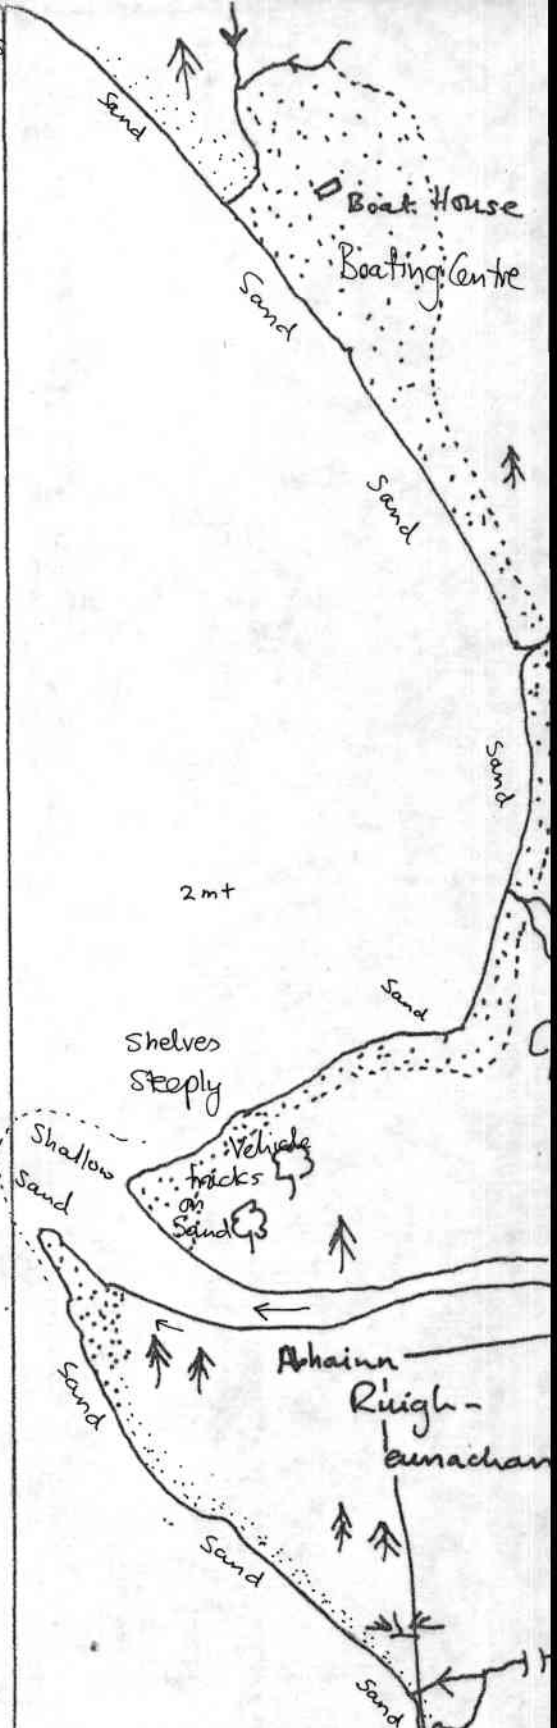 Sand
Boat House
Boating Centre
Sand
Sand
Sand
2m+
Sand
Shelves
Steeply
Shallow
Sand
Vehicle
tracks
on
Sand
Abhainn
Ruigh-
eunachan
Sand
Sand
Sand